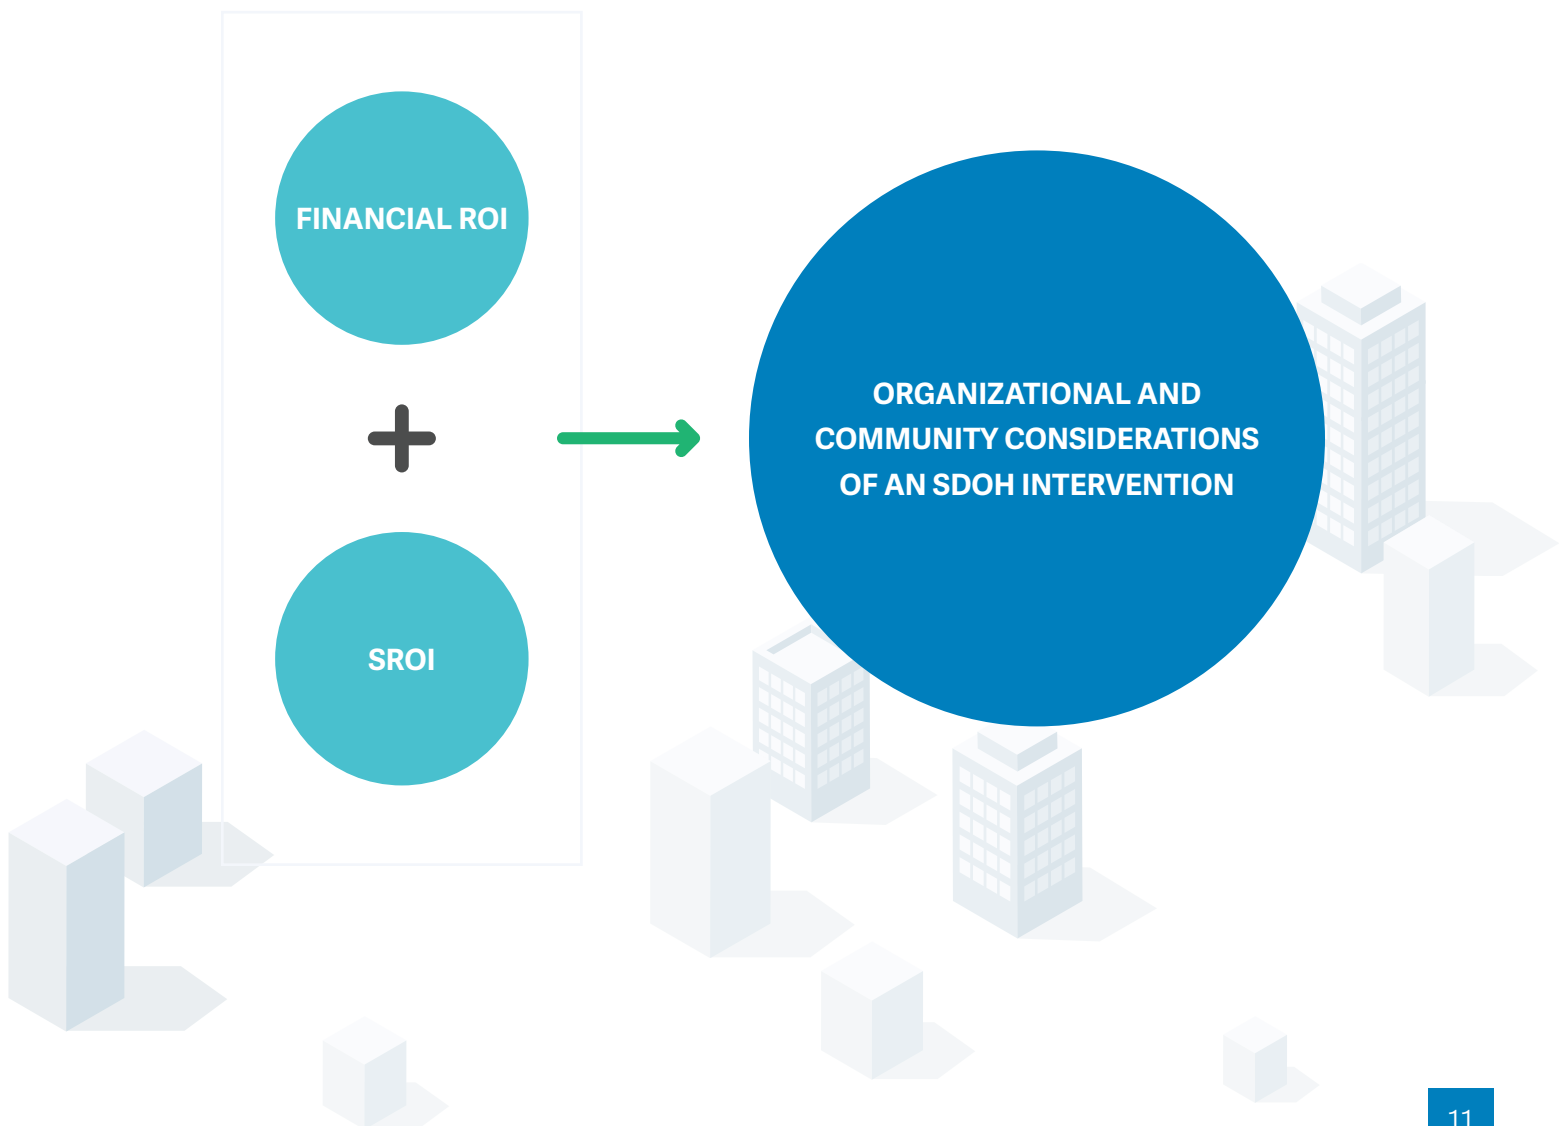 FINANCIAL ROI
SROI
ORGANIZATIONAL AND
COMMUNITY CONSIDERATIONS
OF AN SDOH INTERVENTION
11